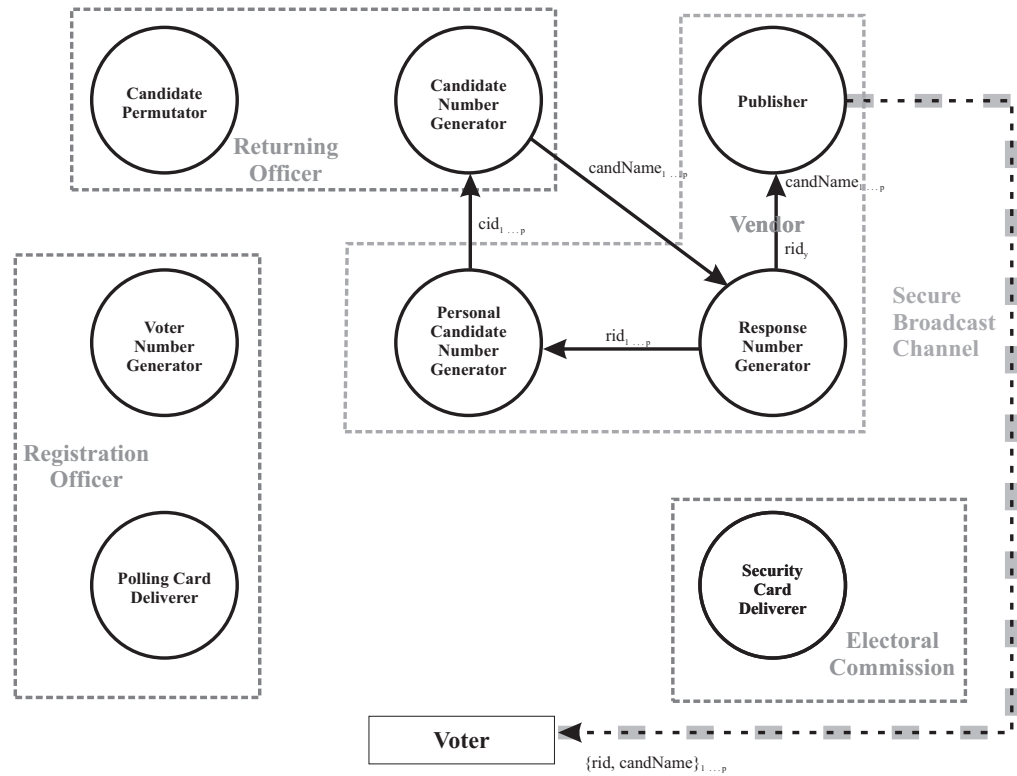 Candidate
Permutator
Candidate
Number
Generator
Publisher
Returning
Officer
candName1 ... p
candName1 ... p
cid1 ... p
Vendor
ridy
Voter
Number
Generator
Personal
Candidate
Number
Generator
rid1 ... p
Response
Number
Generator
Secure
Broadcast
Channel
Registration
Officer
Polling Card
Deliverer
Security
Card
Deliverer
Electoral
Commission
Voter
{rid, candName}1 ... p